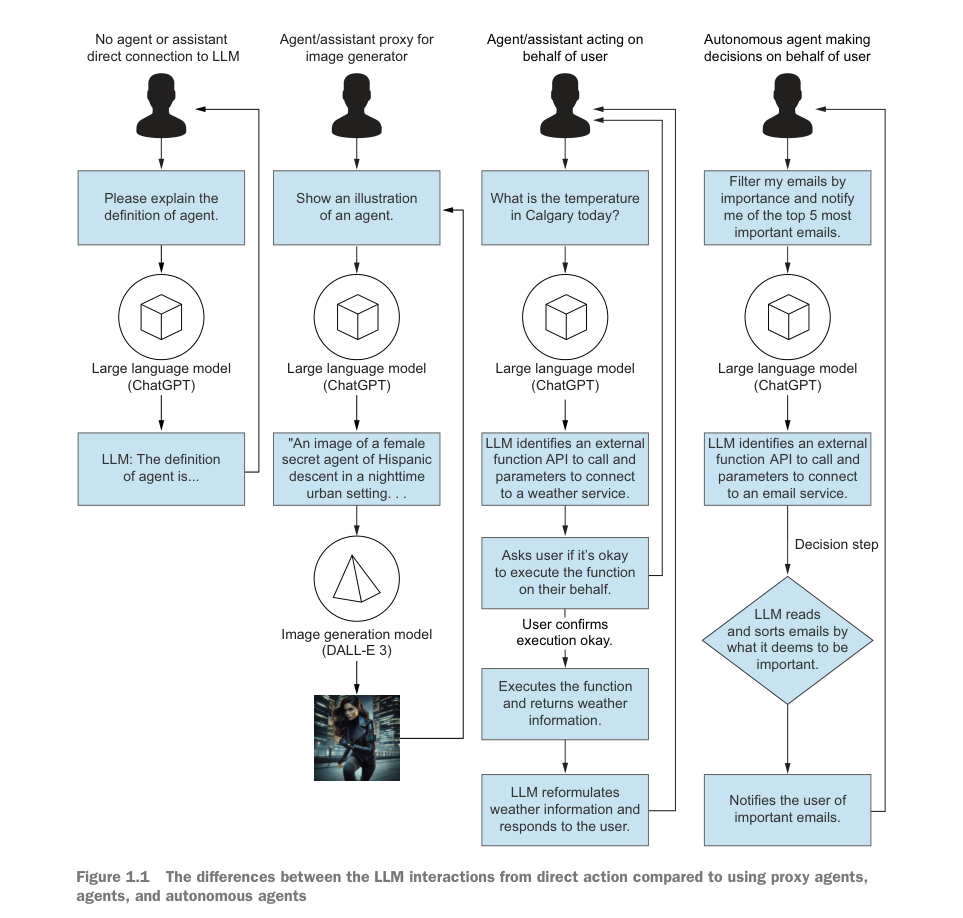 No agent or assistant
direct connection to LLM
Please explain the
definition of agent.
Large language model
(ChatGPT)
LLM: The definition
of agent is...
Agent/assistant proxy for
image generator
Show an illustration
of an agent.
Large language model
(ChatGPT)
"An image of a female
secret agent of Hispanic
descent in a nighttime
urban setting. . .
Image generation model
(DALL-E 3)
Agent/assistant acting on
behalf of user
What is the temperature
in Calgary today?
Large language model
(ChatGPT)
LLM identifies an external
function API to call and
parameters to connect
to a weather service.
Asks user if it’s okay
to execute the function
on their behalf.
User confirms
execution okay.
Executes the function
and returns weather
information.
LLM reformulates
weather information and
responds to the user.
Autonomous agent making
decisions on behalf of user
Filter my emails by
importance and notify
me of the top 5 most
important emails.
Large language model
(ChatGPT)
LLM identifies an external
function API to call and
parameters to connect
to an email service.
Decision step
LLM reads
and sorts emails by
what it deems to be
important.
Notifies the user of
important emails.
Figure 1.1 The differences between the LLM interactions from direct action compared to using proxy agents,
agents, and autonomous agents